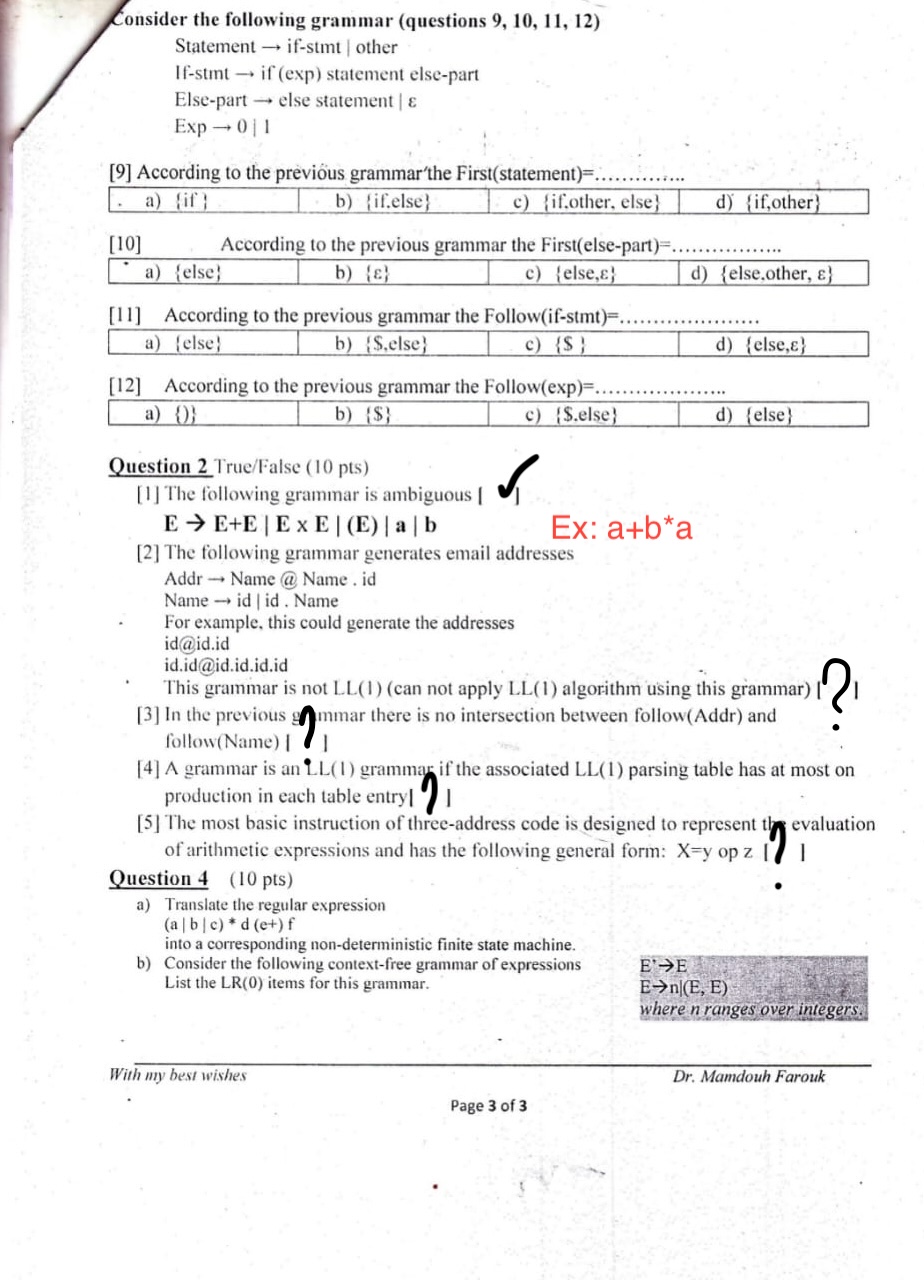 Consider the following grammar (questions 9, 10, 11, 12)
Statement → if-stmt | other
If-stmt → if (exp) statement else-part
Else-part → else statement | ε
Exp → 0 | 1
[9] According to the previous grammar the First(statement)=..............
a) {if } b) {if,else} c) {if,other, else} d) {if,other}
[10] According to the previous grammar the First(else-part)=................
a) {else} b) {ε} c) {else,ε} d) {else,other, ε}
[11] According to the previous grammar the Follow(if-stmt)=.....................
a) {else} b) {$,else} c) {$ } d) {else,ε}
[12] According to the previous grammar the Follow(exp)=....................
a) {)} b) {$} c) {$,else} d) {else}
Question 2 True/False (10 pts)
[1] The following grammar is ambiguous [ ✓ ]
E → E+E | E x E | (E) | a | b
Ex: a+b*a
[2] The following grammar generates email addresses
Addr → Name @ Name . id
Name → id | id . Name
For example, this could generate the addresses
id@id.id
id.id@id.id.id.id
This grammar is not LL(1) (can not apply LL(1) algorithm using this grammar) [ ? ]
[3] In the previous grammar there is no intersection between follow(Addr) and
follow(Name) [ ? ]
[4] A grammar is an LL(1) grammar if the associated LL(1) parsing table has at most on
production in each table entry[ ? ]
[5] The most basic instruction of three-address code is designed to represent the evaluation
of arithmetic expressions and has the following general form: X=y op z [ ? ]
Question 4 (10 pts)
a) Translate the regular expression
(a | b | c) * d (e+) f
into a corresponding non-deterministic finite state machine.
b) Consider the following context-free grammar of expressions
List the LR(0) items for this grammar.
E'→E
E→n|(E, E)
where n ranges over integers.
With my best wishes Dr. Mamdouh Farouk
Page 3 of 3